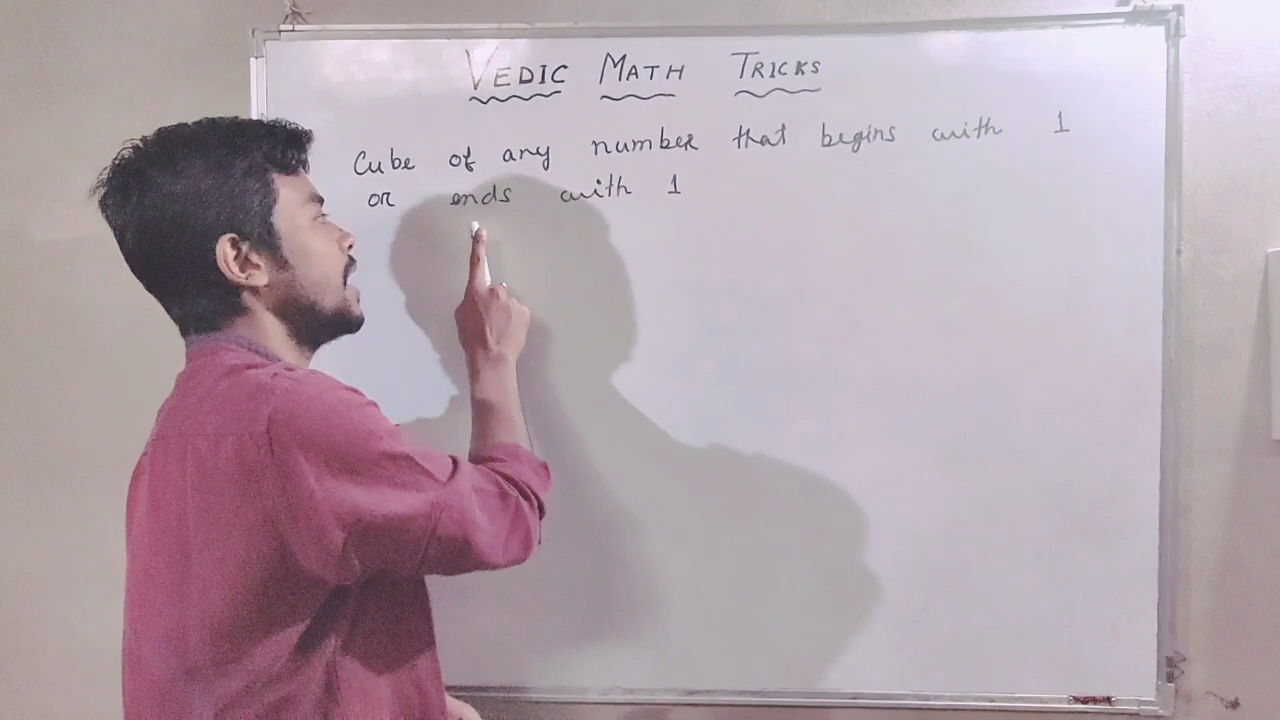 VEDIC MATH TRICKS
Cube of any number that begins with 1
or ends with 1